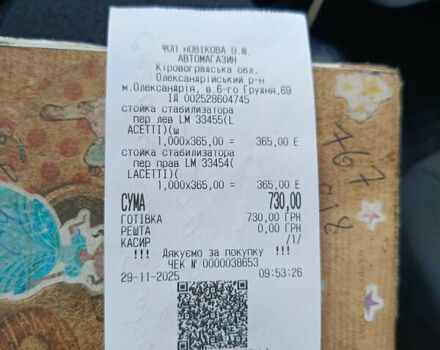 ФОП НОВІКОВА О.Ю.
АВТОМАГАЗИН
Кіровоградська обл.
Олександрійський р-н
м.Олександрія, в.6-го Грудня,69
ІД 002528604745
стойка стабилизатора
пер лев LM 33455(L
ACETTI)(ш
1,000x365,00 = 365,00 Е
стойка стабилизатора
пер прав LM 33454(
LACETTI)(
1,000x365,00 = 365,00 Е
СУМА 730,00
ГОТІВКА 730,00 ГРН
РЕШТА 0,00 ГРН
КАСИР /1/
!!! Дякуємо за покупку !!!
ЧЕК № 0000038653
29-11-2025 09:53:26